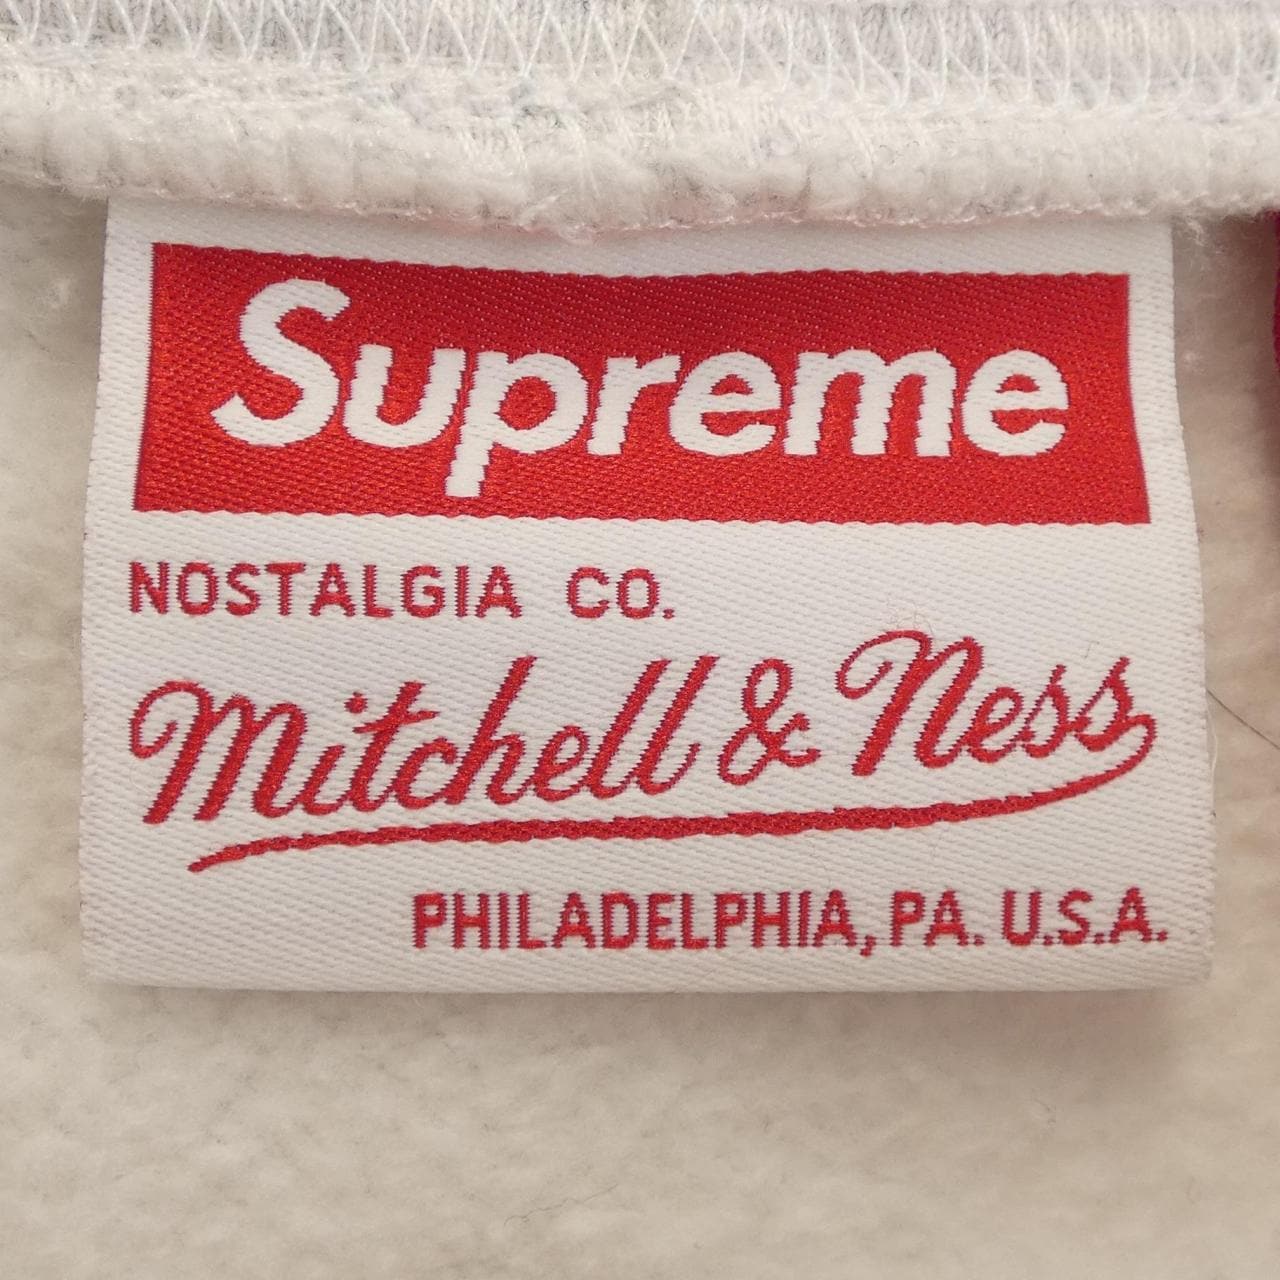 Supreme
NOSTALGIA CO.
Mitchell & Ness
PHILADELPHIA, PA. U.S.A.